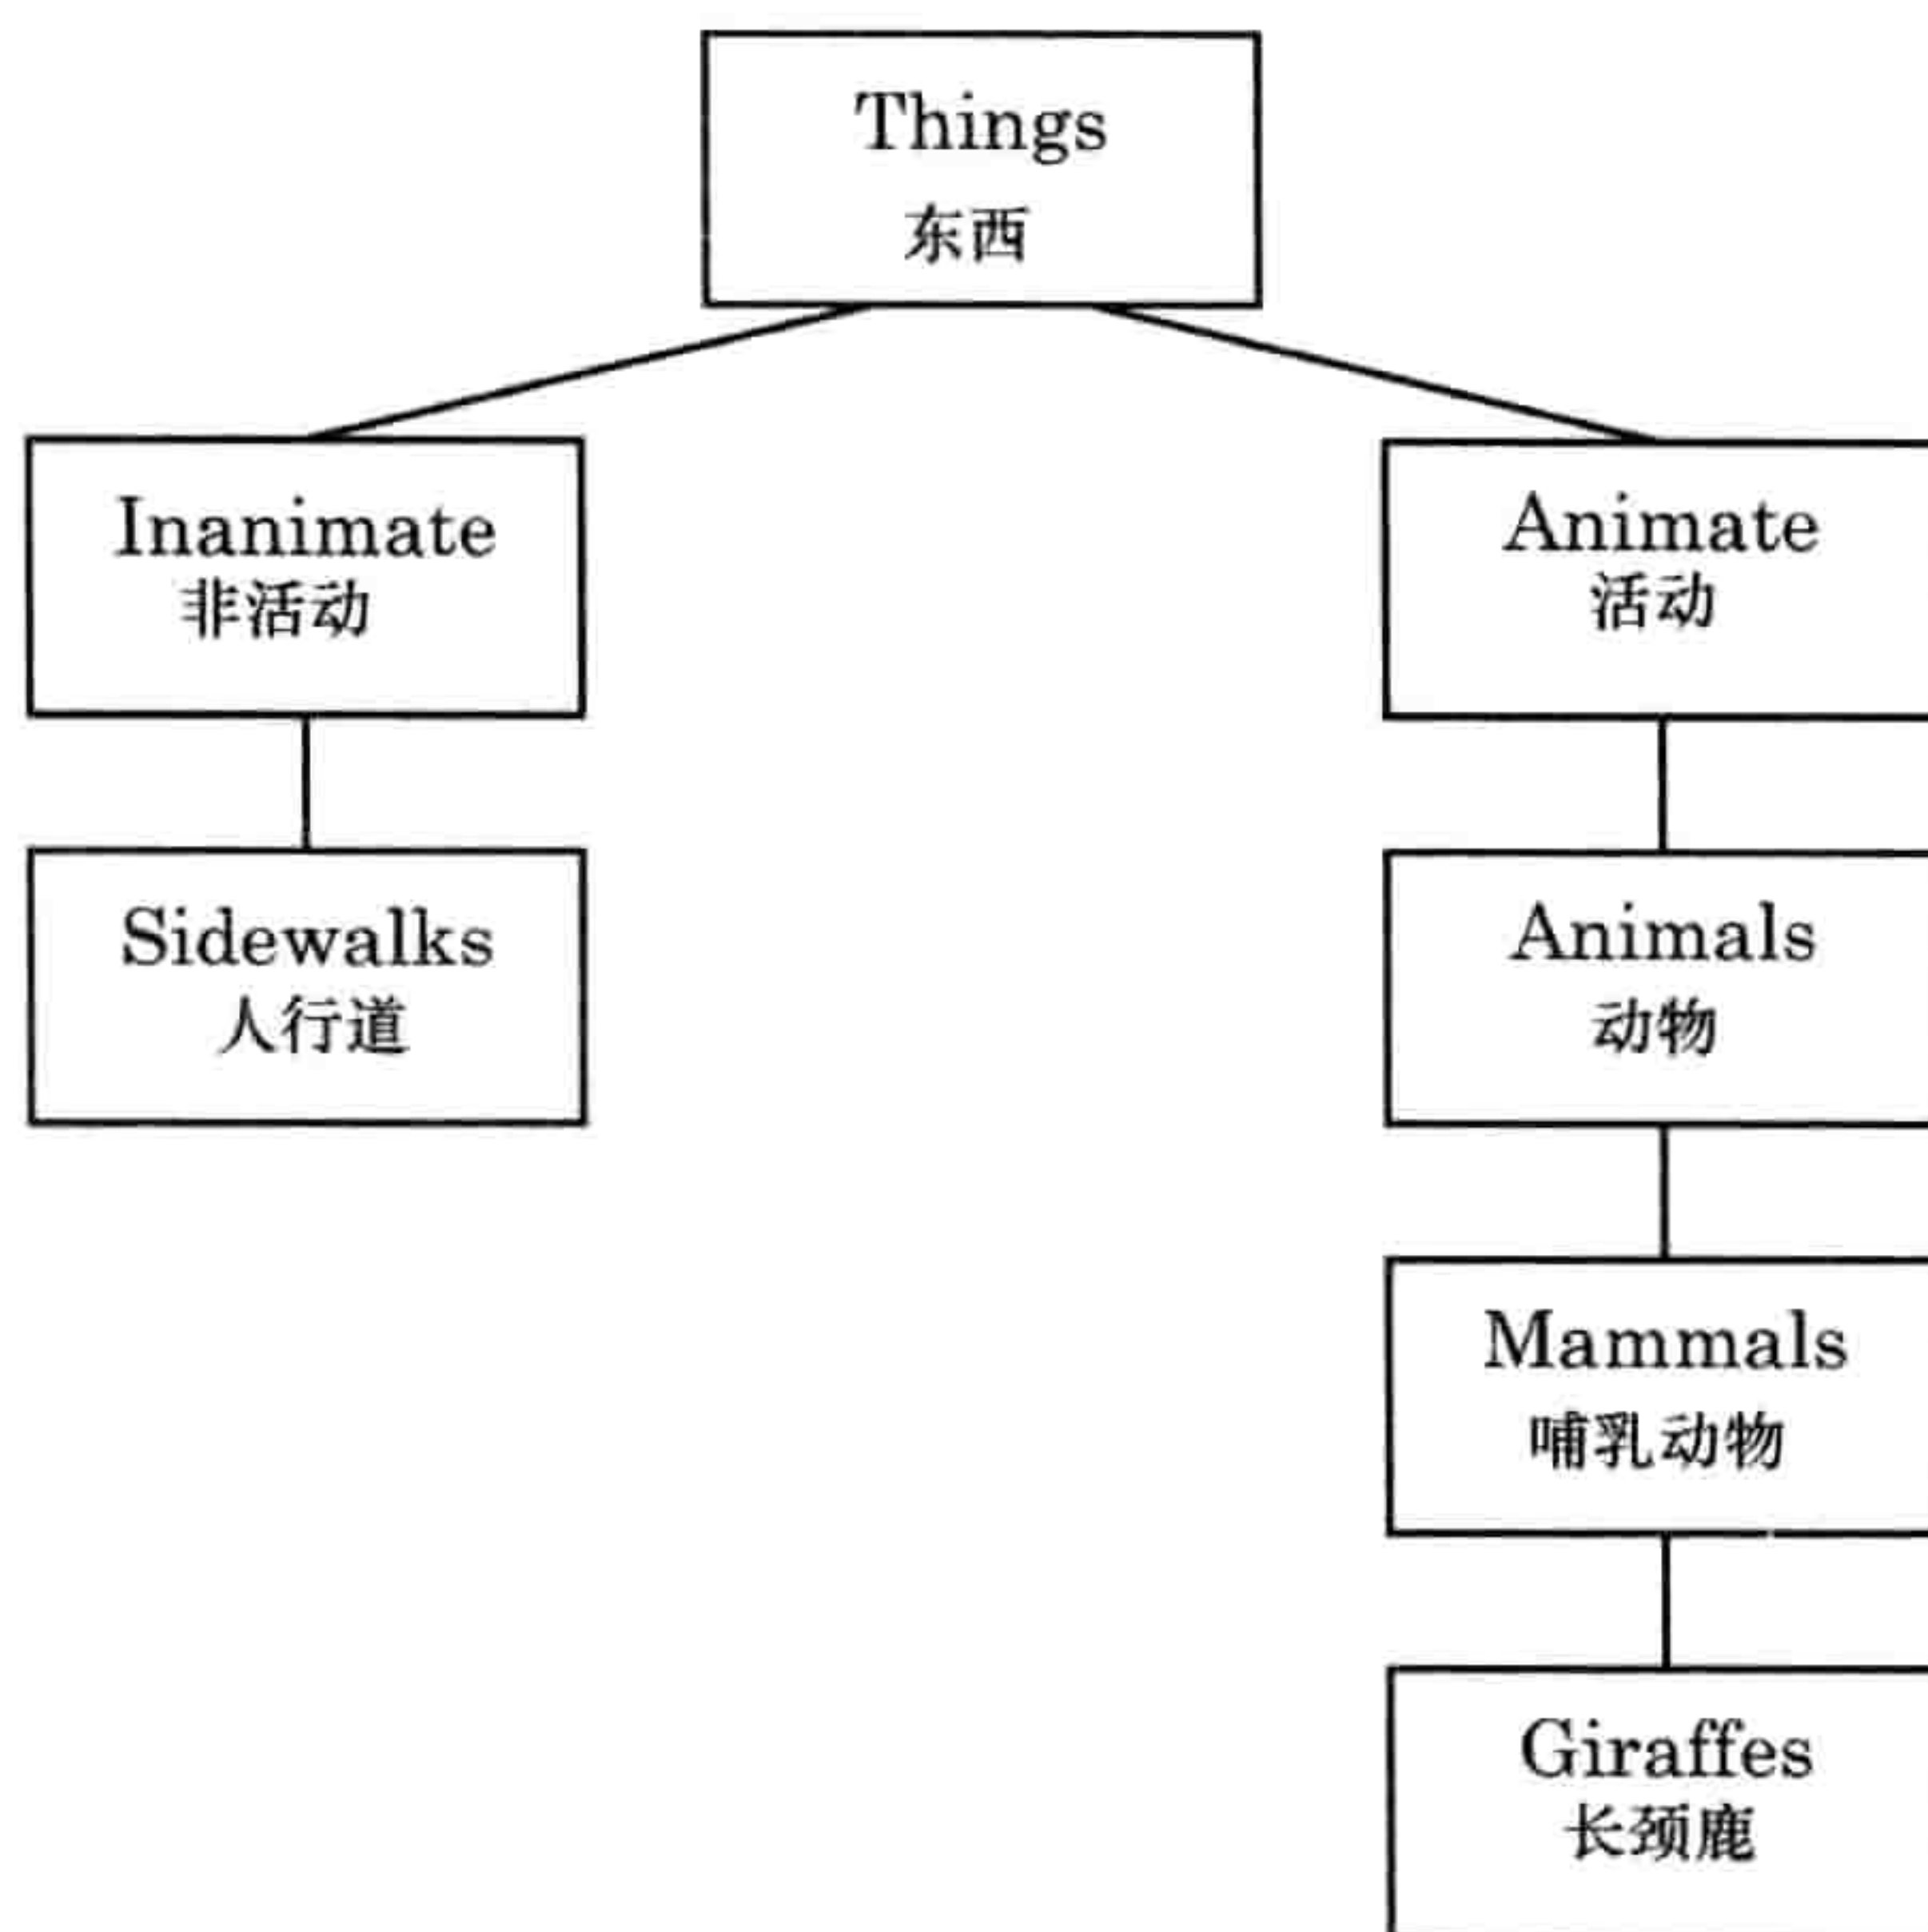 Things
东西
Inanimate
非活动
Animate
活动
Sidewalks
人行道
Animals
动物
Mammals
哺乳动物
Giraffes
长颈鹿